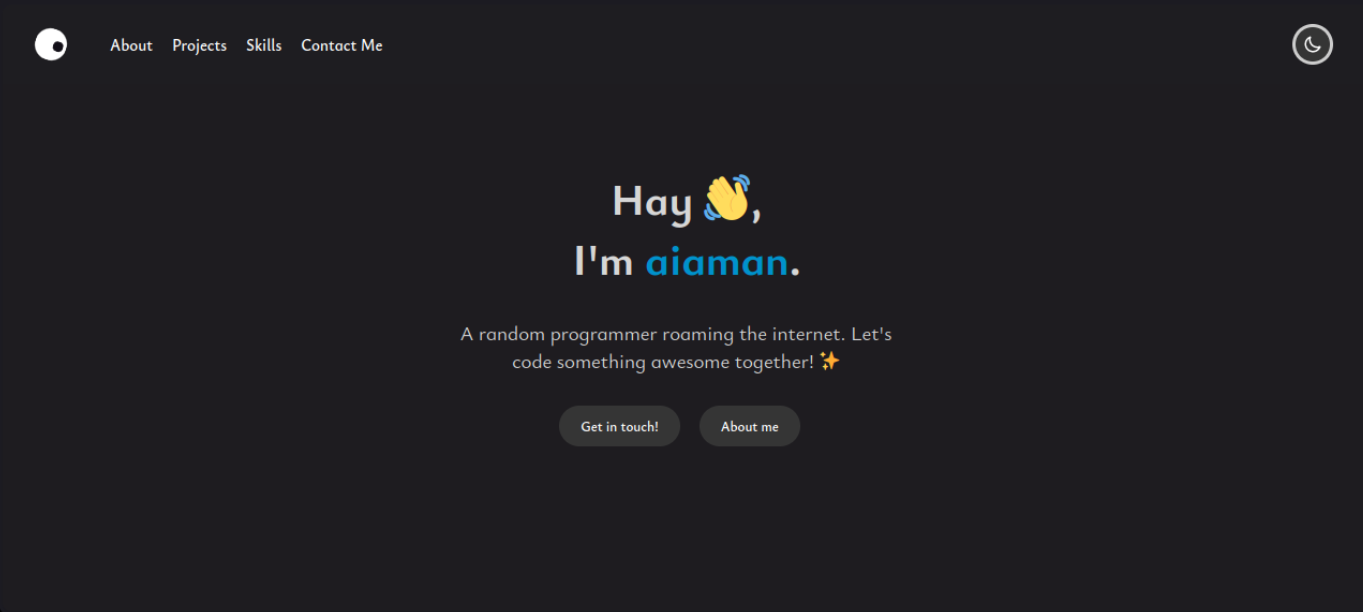 About Projects Skills Contact Me
Hay 👋,
I'm aiaman.
A random programmer roaming the internet. Let's
code something awesome together! ✨
Get in touch! About me